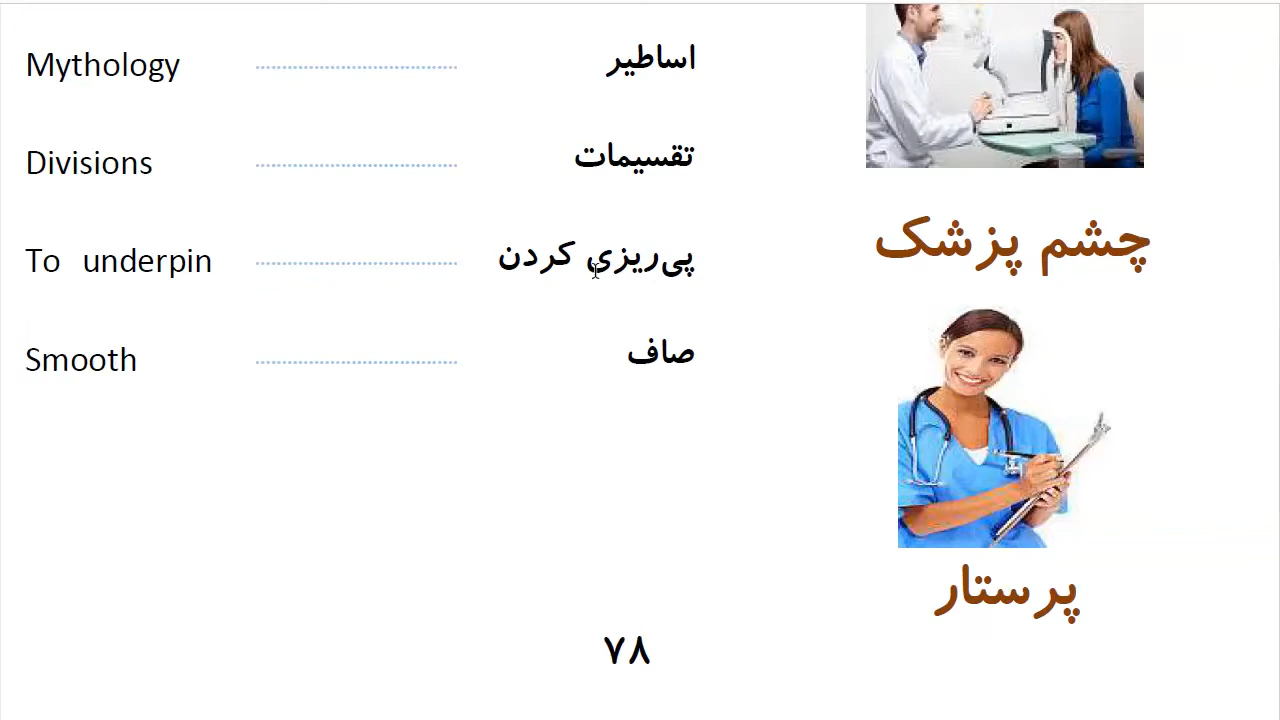 Mythology ........................ اساطیر
Divisions ........................ تقسیمات
To underpin ........................ پی‌ریزی کردن
Smooth ........................ صاف
چشم پزشک
پرستار
۷۸